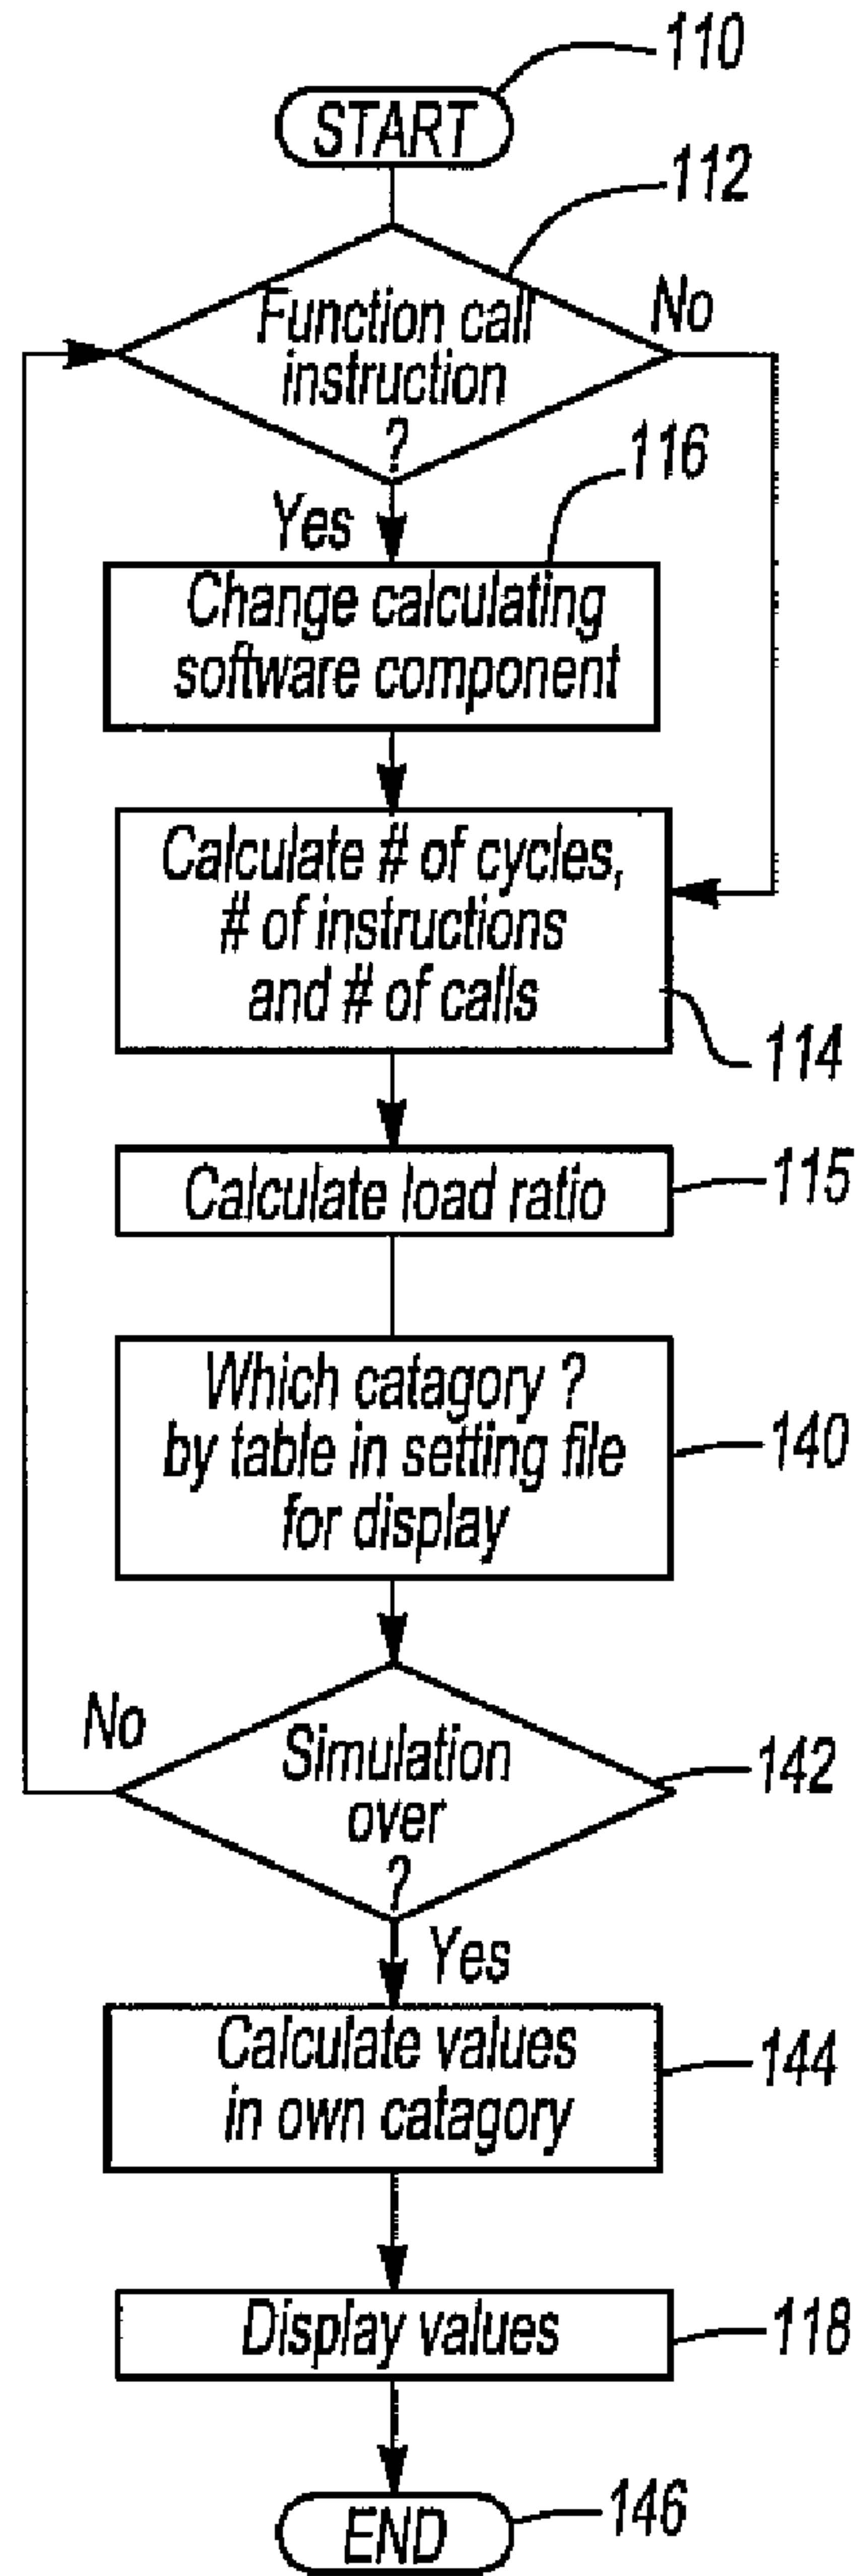 110
START
112
Function call
instruction
?
No
Yes
116
Change calculating
software component
Calculate # of cycles,
# of instructions
and # of calls
114
Calculate load ratio
115
Which catagory ?
by table in setting file
for display
140
No
Simulation
over
?
142
Yes
Calculate values
in own catagory
144
Display values
118
END
146